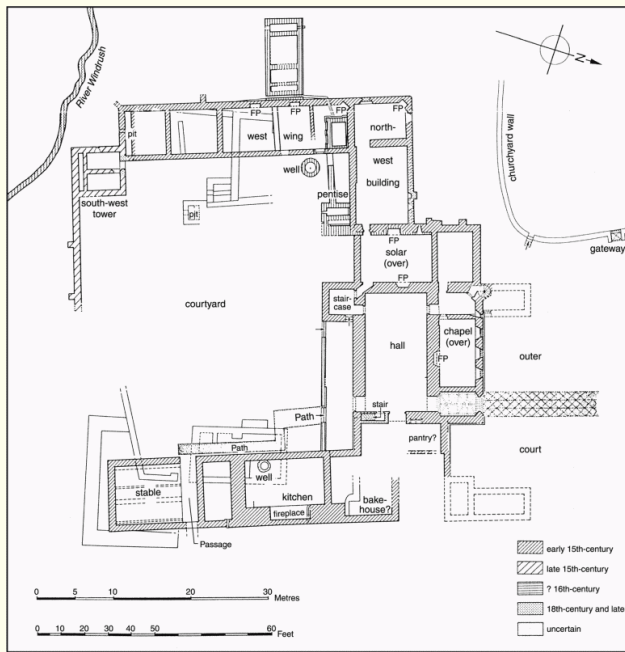 River Windrush
N
churchyard wall
gateway
FP
FP
FP
FP
pit
west
wing
north-
west
building
well
pentise
south-west
tower
pit
FP
solar
(over)
FP
stair-
case
courtyard
hall
chapel
(over)
FP
outer
court
stair
Path
pantry?
Path
well
stable
kitchen
fireplace
bake-
house?
Passage
early 15th-century
late 15th-century
? 16th-century
18th-century and late
uncertain
0 5 10 20 30
Metres
0 10 20 30 40 50 60
Feet